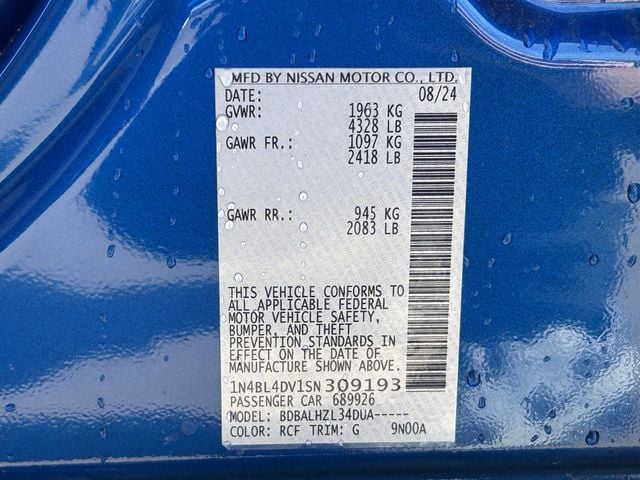 MFD BY NISSAN MOTOR CO., LTD.
DATE: 08/24
GVWR: 1963 KG
4328 LB
GAWR FR.: 1097 KG
2418 LB
GAWR RR.: 945 KG
2083 LB
THIS VEHICLE CONFORMS TO
ALL APPLICABLE FEDERAL
MOTOR VEHICLE SAFETY,
BUMPER, AND THEFT
PREVENTION STANDARDS IN
EFFECT ON THE DATE OF
MANUFACTURE SHOWN ABOVE.
1N4BL4DV1SN309193
PASSENGER CAR 689926
MODEL: BDBALHZL34DUA-----
COLOR: RCF TRIM: G 9N00A